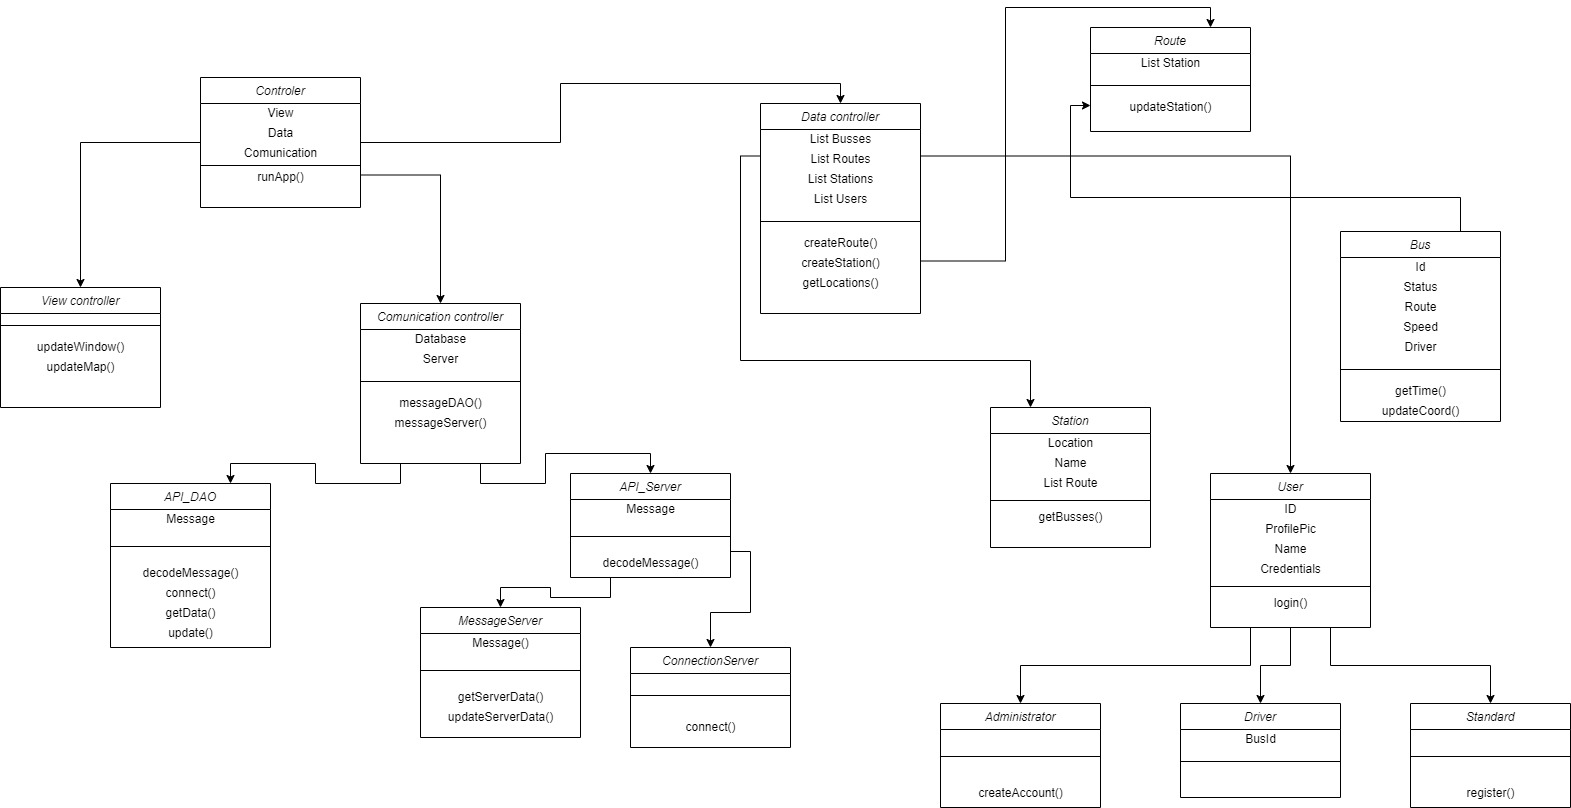 Controler
View
Data
Comunication
runApp()
View controller
updateWindow()
updateMap()
Comunication controller
Database
Server
messageDAO()
messageServer()
API_DAO
Message
decodeMessage()
connect()
getData()
update()
API_Server
Message
decodeMessage()
MessageServer
Message()
getServerData()
updateServerData()
ConnectionServer
connect()
Data controller
List Busses
List Routes
List Stations
List Users
createRoute()
createStation()
getLocations()
Route
List Station
updateStation()
Bus
Id
Status
Route
Speed
Driver
getTime()
updateCoord()
Station
Location
Name
List Route
getBusses()
User
ID
ProfilePic
Name
Credentials
login()
Administrator
createAccount()
Driver
BusId
Standard
register()